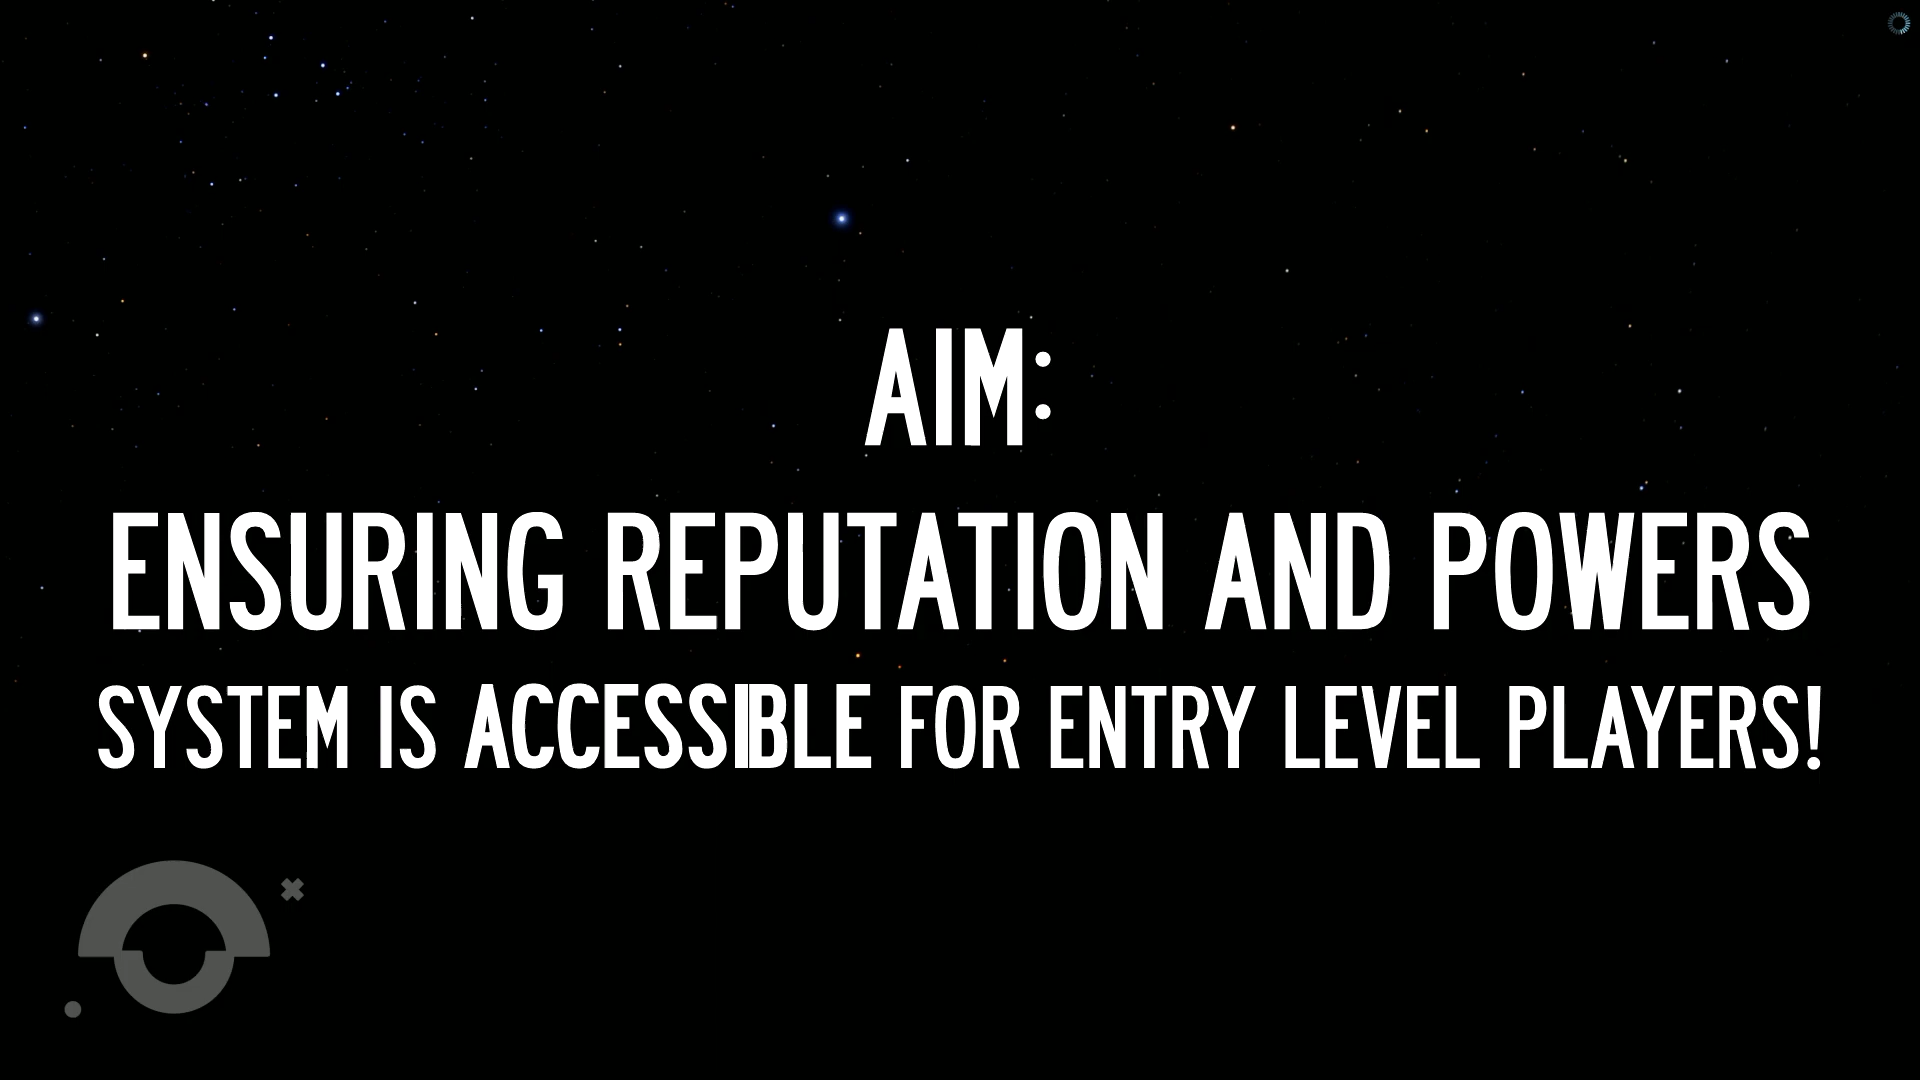 AIM:
ENSURING REPUTATION AND POWERS
SYSTEM IS ACCESSIBLE FOR ENTRY LEVEL PLAYERS!